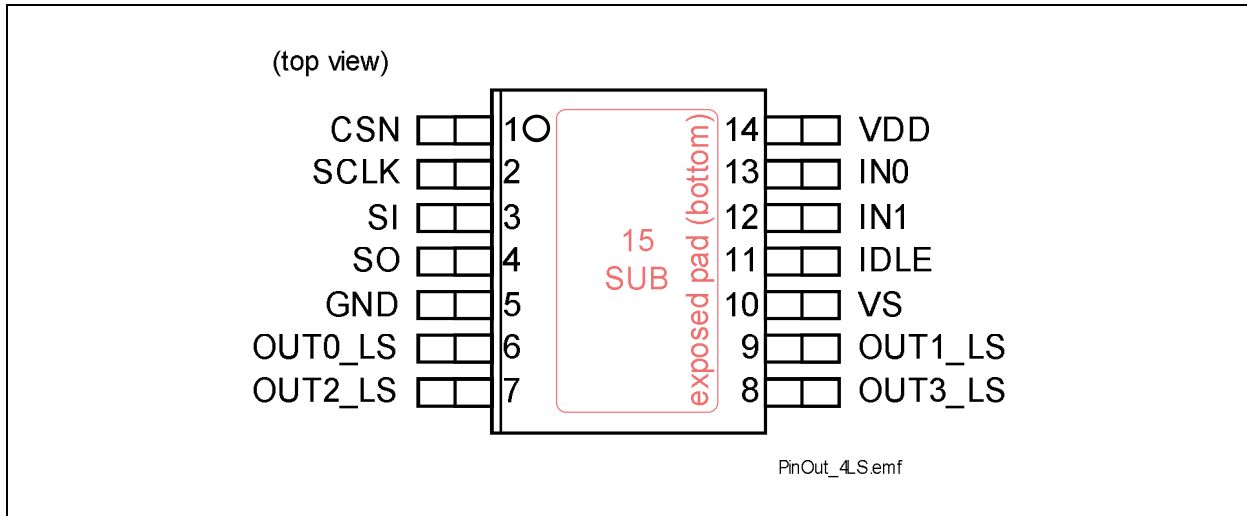 (top view)
CSN 1 14 VDD
SCLK 2 13 IN0
SI 3 12 IN1
SO 4 11 IDLE
GND 5 10 VS
OUT0_LS 6 9 OUT1_LS
OUT2_LS 7 8 OUT3_LS
15
SUB
exposed pad (bottom)
PinOut_4LS.emf